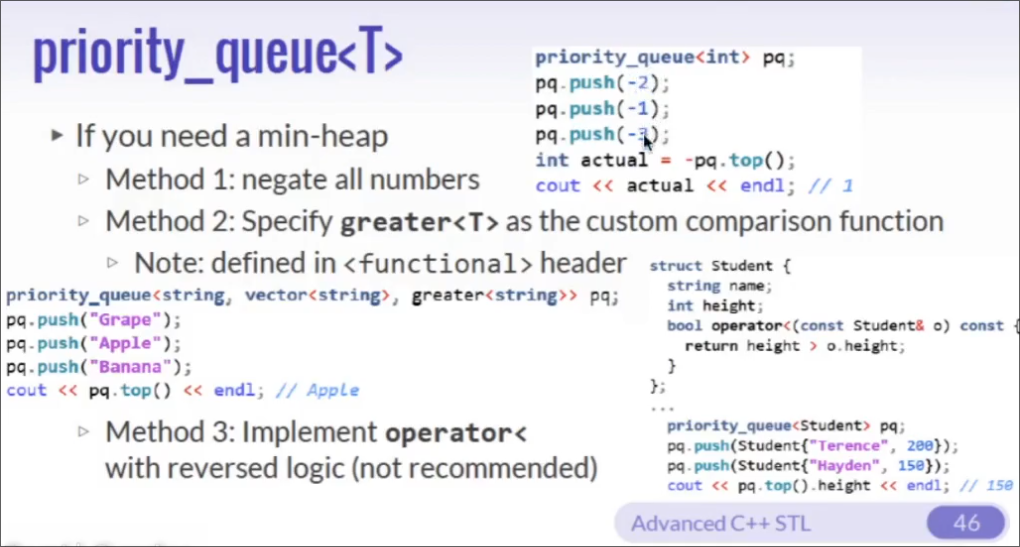 priority_queue<T>
▸ If you need a min-heap
▹ Method 1: negate all numbers
▹ Method 2: Specify greater<T> as the custom comparison function
▹ Note: defined in <functional> header
priority_queue<int> pq;
pq.push(-2);
pq.push(-1);
pq.push(-3);
int actual = -pq.top();
cout << actual << endl; // 1
priority_queue<string, vector<string>, greater<string>> pq;
pq.push("Grape");
pq.push("Apple");
pq.push("Banana");
cout << pq.top() << endl; // Apple
▹ Method 3: Implement operator<
with reversed logic (not recommended)
struct Student {
string name;
int height;
bool operator<(const Student& o) const {
return height > o.height;
}
};
...
priority_queue<Student> pq;
pq.push(Student{"Terence", 200});
pq.push(Student{"Hayden", 150});
cout << pq.top().height << endl; // 150
Advanced C++ STL 46